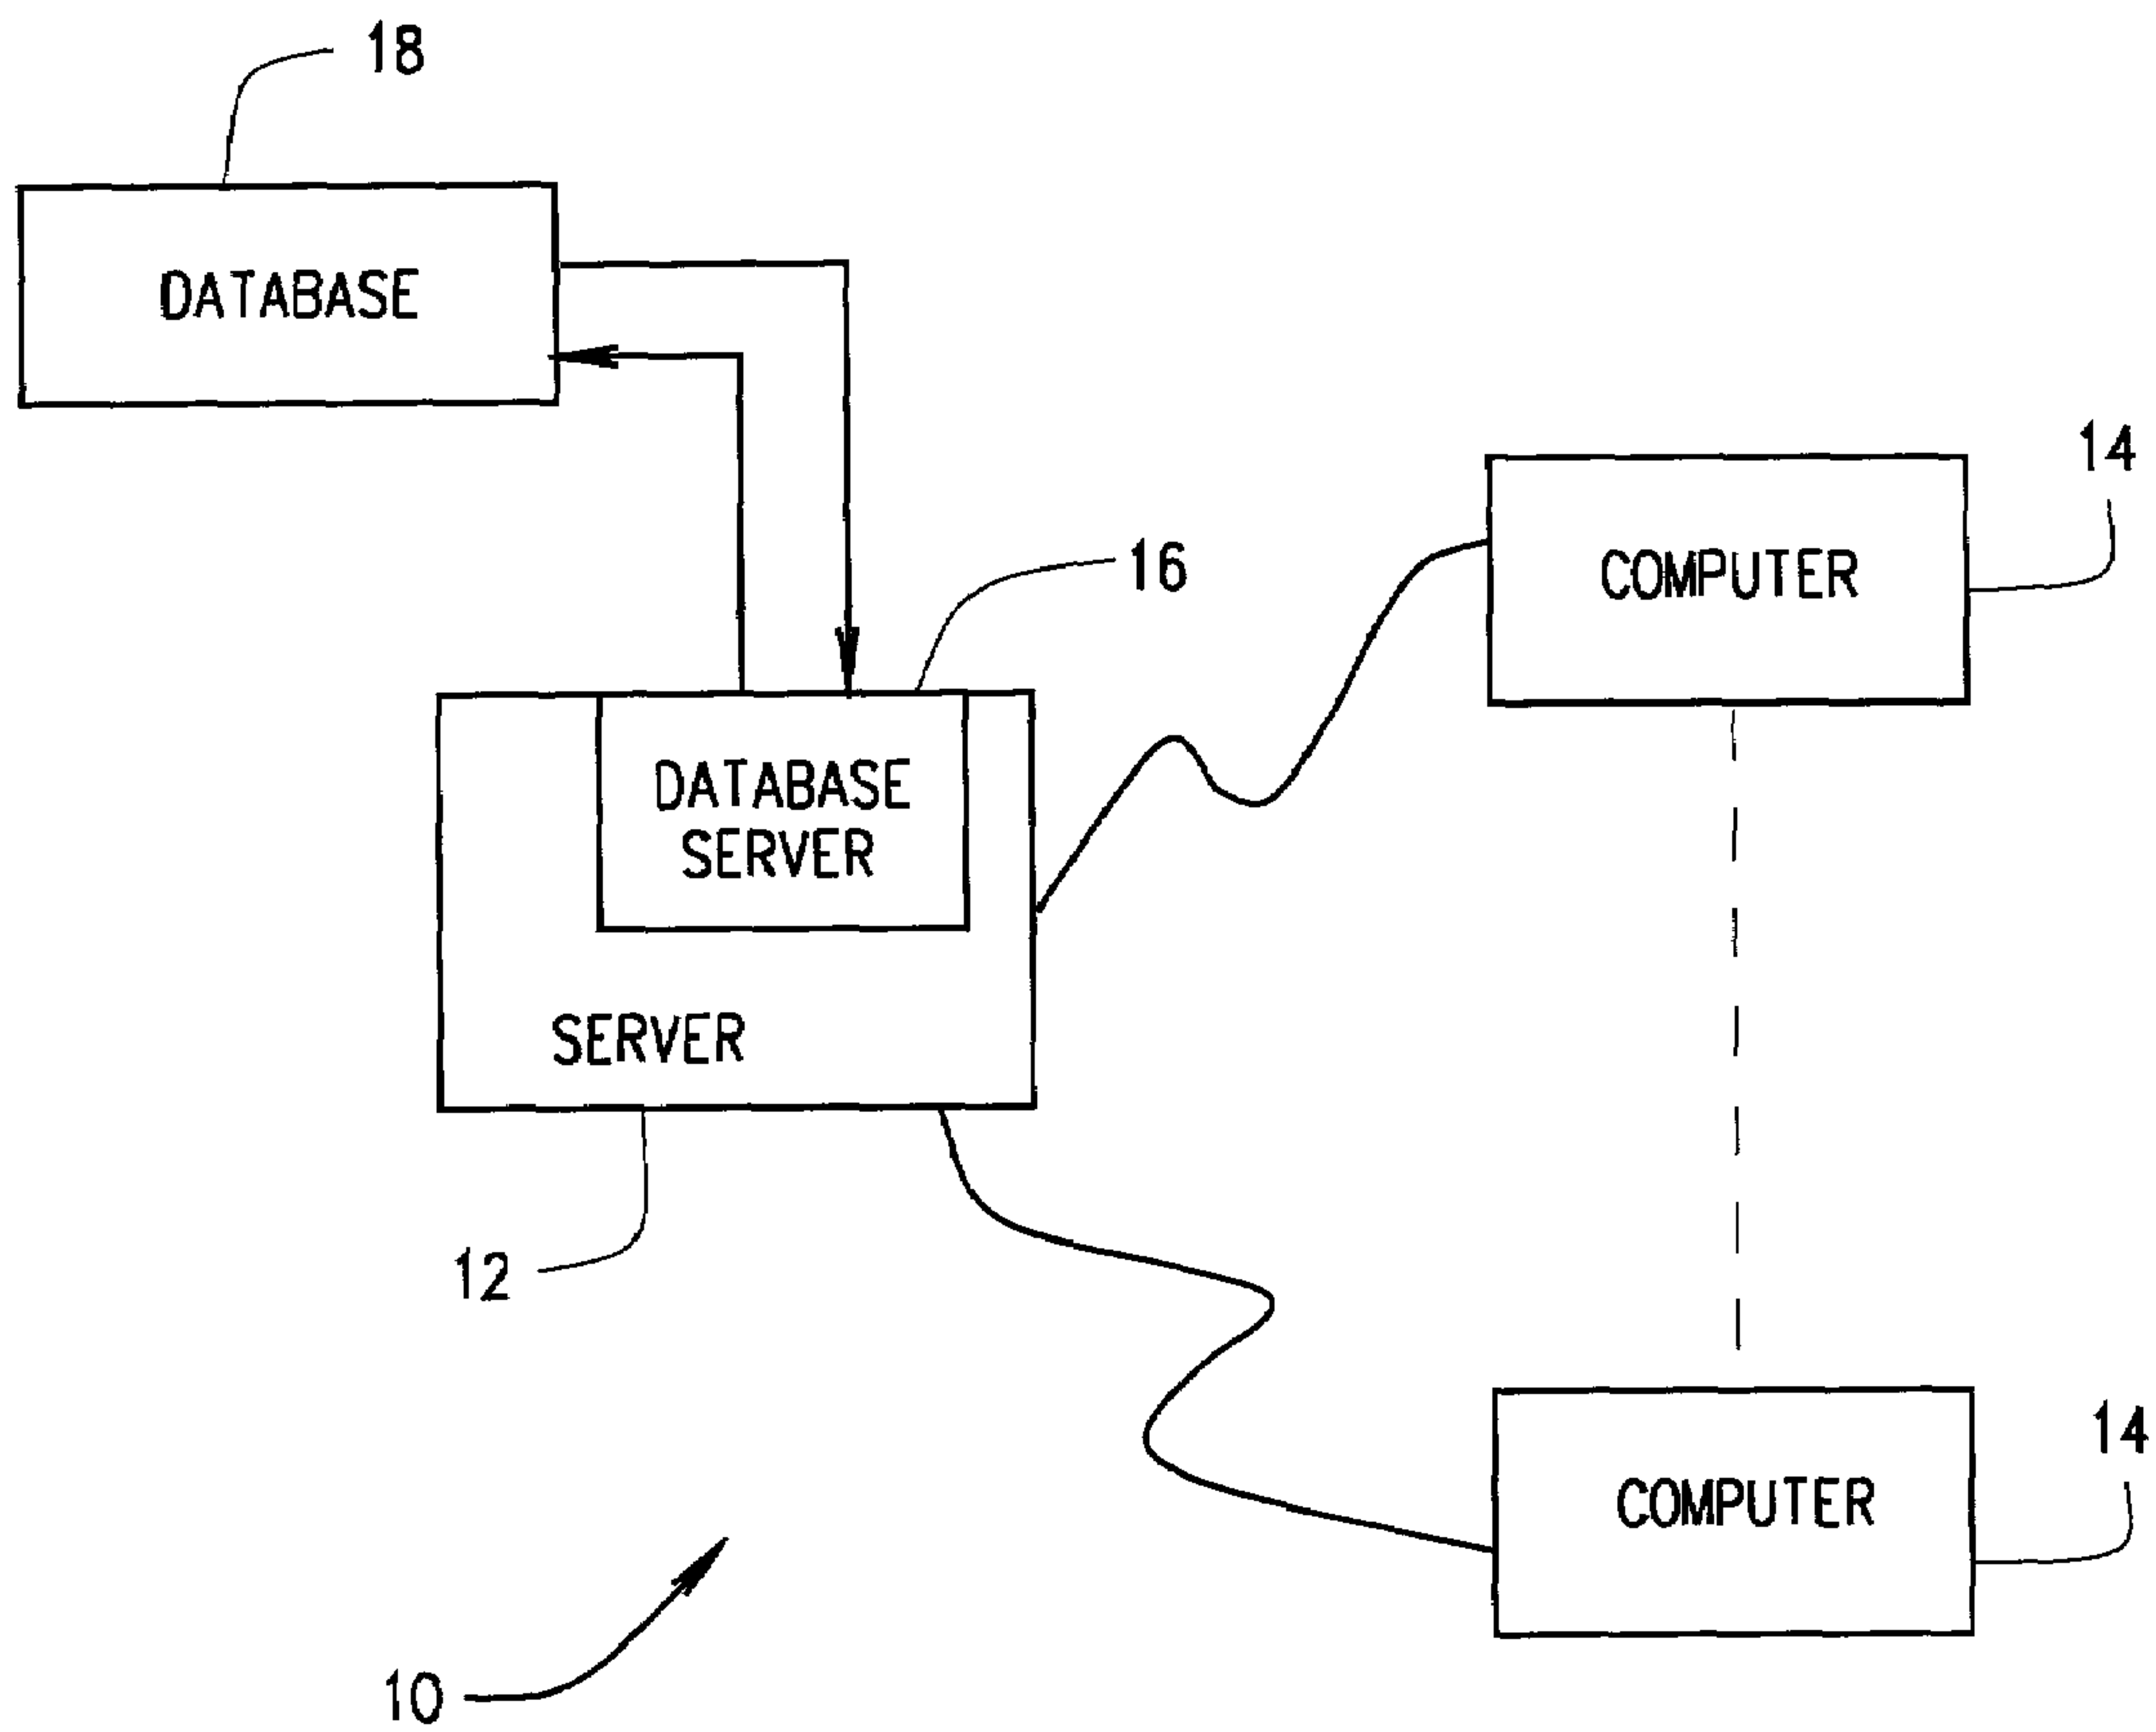 18
DATABASE
14
COMPUTER
16
DATABASE
SERVER
SERVER
12
14
COMPUTER
10